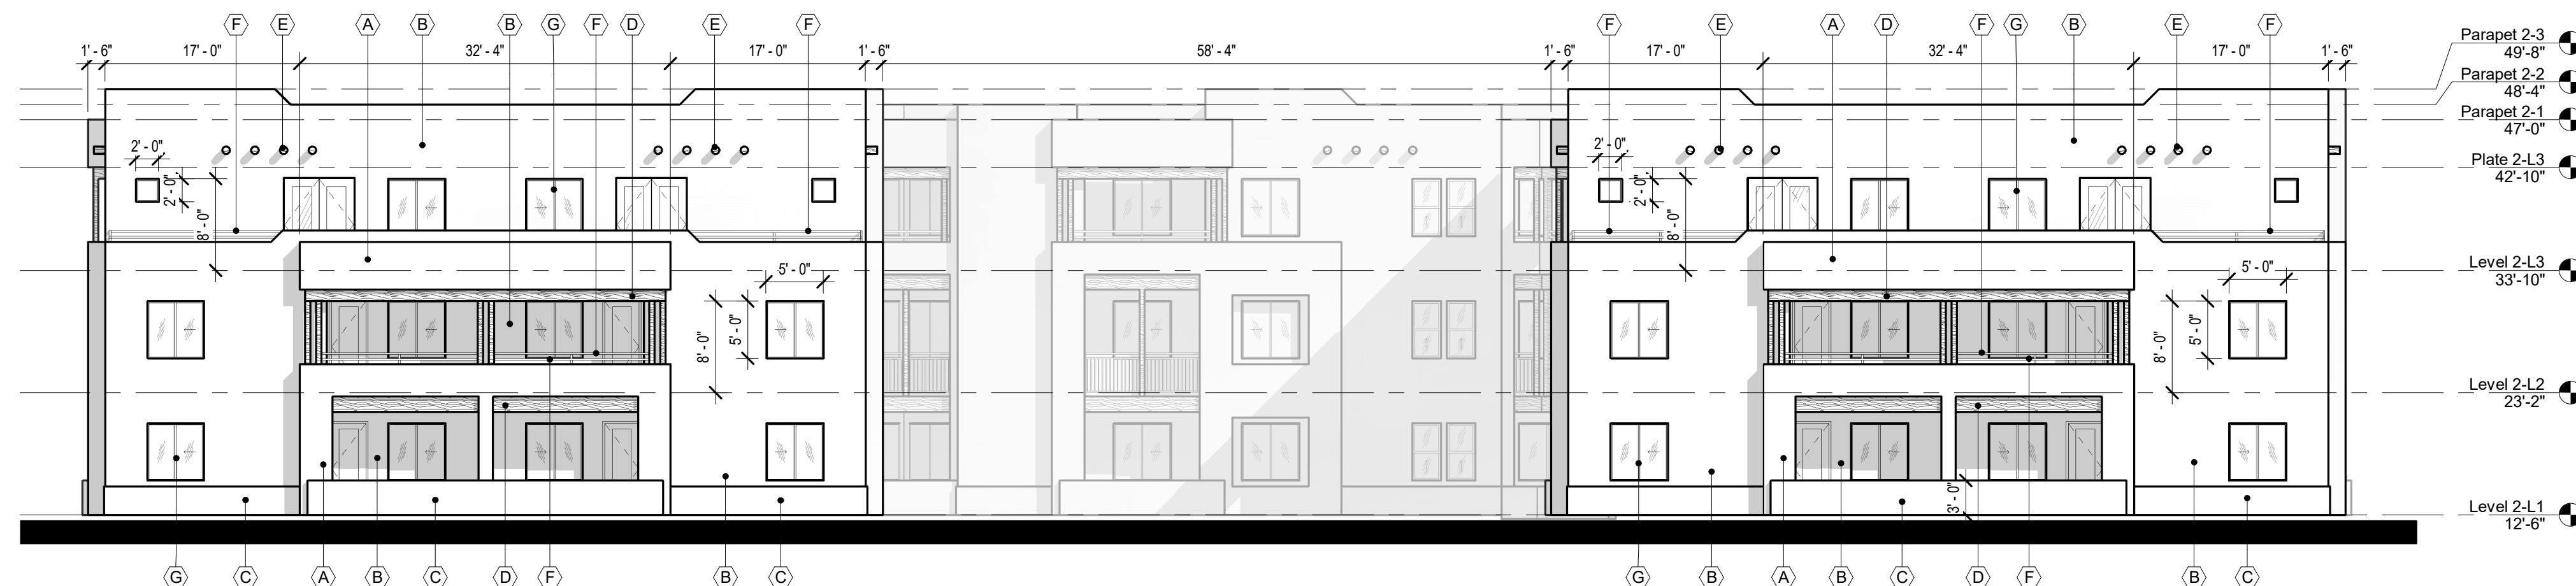 F E A B B G F D E F F E A D F G B E F
1' - 6" 17' - 0" 32' - 4" 17' - 0" 1' - 6" 58' - 4" 1' - 6" 17' - 0" 32' - 4" 17' - 0" 1' - 6"
Parapet 2-3
49'-8"
Parapet 2-2
48'-4"
Parapet 2-1
47'-0"
2' - 0"
2' - 0"
8' - 0"
2' - 0"
2' - 0"
8' - 0"
Plate 2-L3
42'-10"
Level 2-L3
33'-10"
5' - 0"
8' - 0"
5' - 0"
5' - 0"
8' - 0"
5' - 0"
Level 2-L2
23'-2"
3' - 0"
Level 2-L1
12'-6"
G C A B C D F B C G B A B C D F B C